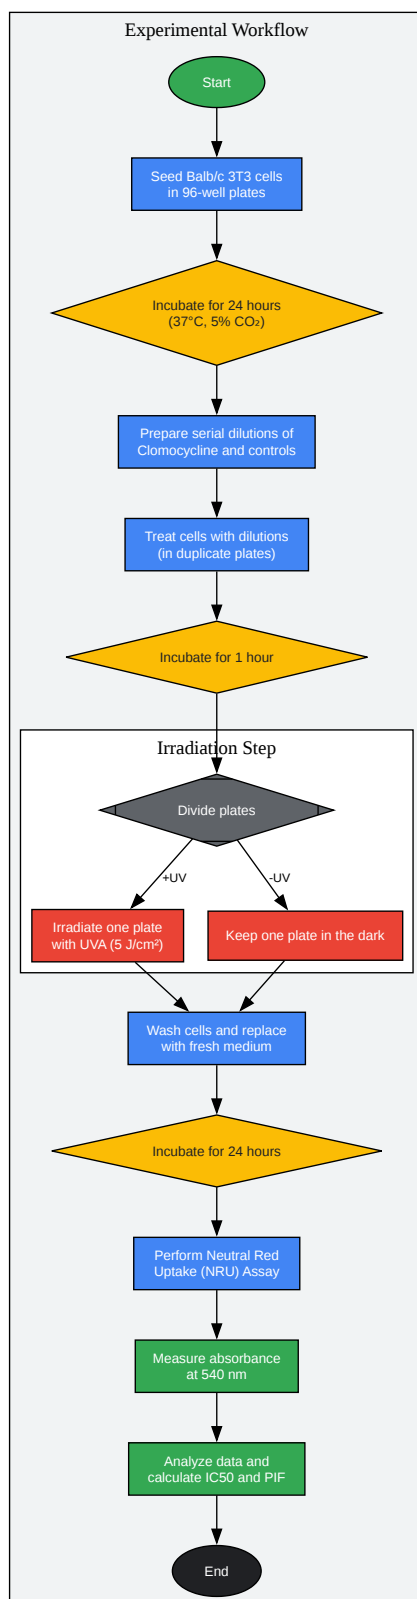 Experimental Workflow
Start
Seed Balb/c 3T3 cells
in 96-well plates
Incubate for 24 hours
(37°C, 5% CO₂)
Prepare serial dilutions of
Clomocycline and controls
Treat cells with dilutions
(in duplicate plates)
Incubate for 1 hour
Irradiation Step
Divide plates
+UV
-UV
Irradiate one plate
with UVA (5 J/cm²)
Keep one plate in the dark
Wash cells and replace
with fresh medium
Incubate for 24 hours
Perform Neutral Red
Uptake (NRU) Assay
Measure absorbance
at 540 nm
Analyze data and
calculate IC50 and PIF
End